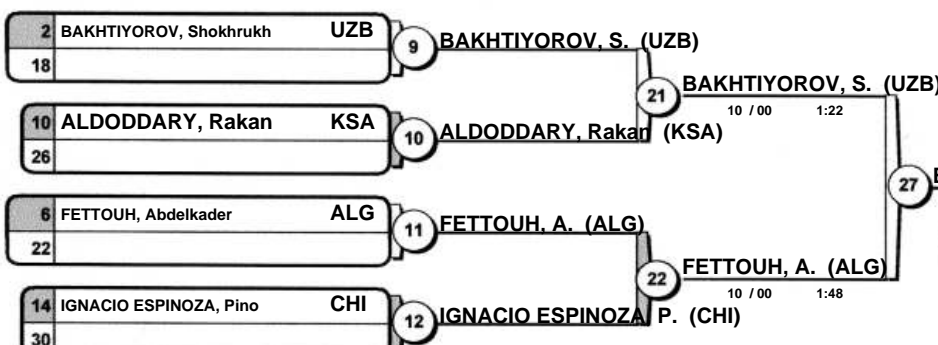 2 BAKHTIYOROV, Shokhrukh UZB
18
9
BAKHTIYOROV, S. (UZB)
10 ALDODDARY, Rakan KSA
26
10
ALDODDARY, Rakan (KSA)
21
BAKHTIYOROV, S. (UZB)
10 / 00 1:22
6 FETTOUH, Abdelkader ALG
22
11
FETTOUH, A. (ALG)
14 IGNACIO ESPINOZA, Pino CHI
30
12
IGNACIO ESPINOZA, P. (CHI)
22
FETTOUH, A. (ALG)
10 / 00 1:48
27